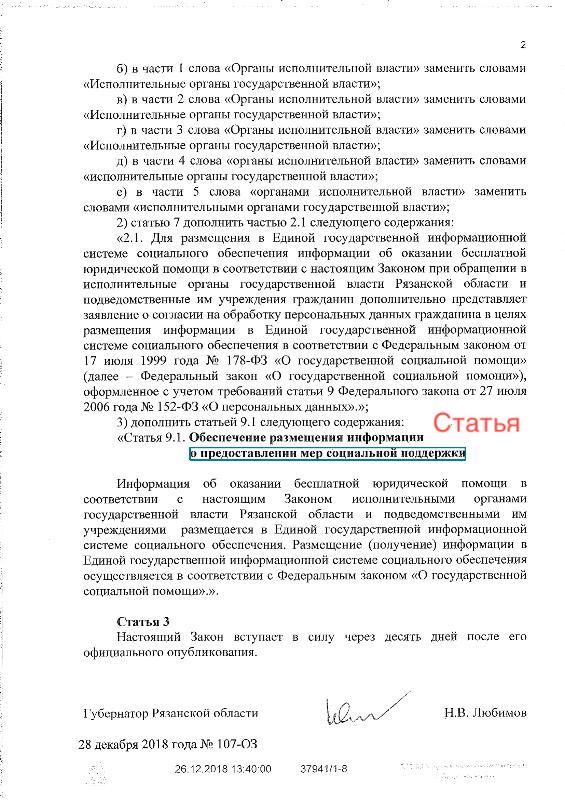 2
б) в части 1 слова «Органы исполнительной власти» заменить словами
«Исполнительные органы государственной власти»;
в) в части 2 слова «Органы исполнительной власти» заменить словами
«Исполнительные органы государственной власти»;
г) в части 3 слова «Органы исполнительной власти» заменить словами
«Исполнительные органы государственной власти»;
д) в части 4 слова «органы исполнительной власти» заменить словами
«исполнительные органы государственной власти»;
е) в части 5 слова «органами исполнительной власти» заменить
словами «исполнительными органами государственной власти»;
2) статью 7 дополнить частью 2.1 следующего содержания:
«2.1. Для размещения в Единой государственной информационной
системе социального обеспечения информации об оказании бесплатной
юридической помощи в соответствии с настоящим Законом при обращении в
исполнительные органы государственной власти Рязанской области и
подведомственные им учреждения гражданин дополнительно представляет
заявление о согласии на обработку персональных данных гражданина в целях
размещения информации в Единой государственной информационной
системе социального обеспечения в соответствии с Федеральным законом от
17 июля 1999 года № 178-ФЗ «О государственной социальной помощи»
(далее – Федеральный закон «О государственной социальной помощи»),
оформленное с учетом требований статьи 9 Федерального закона от 27 июля
2006 года № 152-ФЗ «О персональных данных».»;
3) дополнить статьей 9.1 следующего содержания:
Статья
«Статья 9.1. Обеспечение размещения информации
о предоставлении мер социальной поддержки
Информация об оказании бесплатной юридической помощи в
соответствии с настоящим Законом исполнительными органами
государственной власти Рязанской области и подведомственными им
учреждениями размещается в Единой государственной информационной
системе социального обеспечения. Размещение (получение) информации в
Единой государственной информационной системе социального обеспечения
осуществляется в соответствии с Федеральным законом «О государственной
социальной помощи».».
Статья 3
Настоящий Закон вступает в силу через десять дней после его
официального опубликования.
Губернатор Рязанской области Н.В. Любимов
28 декабря 2018 года № 107-ОЗ
26.12.2018 13:40:00 37941/1-8